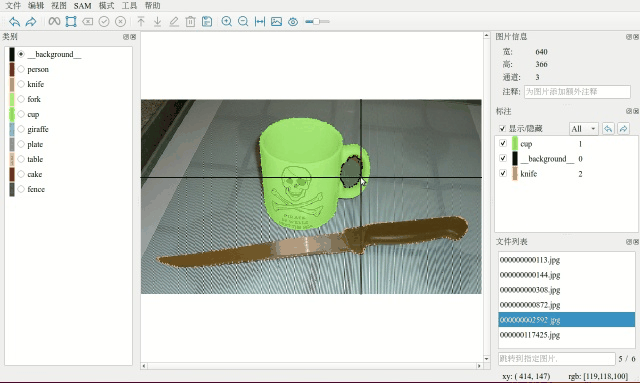 文件 编辑 视图 SAM 模式 工具 帮助
类别
__background__
person
knife
fork
cup
giraffe
plate
table
cake
fence
图片信息
宽: 640
高: 366
通道: 3
注释: 为图片添加额外注释
标注
显示/隐藏 All
cup 1
__background__ 0
knife 2
文件列表
000000000113.jpg
000000000144.jpg
000000000308.jpg
000000000872.jpg
000000002592.jpg
000000117425.jpg
跳转到指定图片. 5 / 6
xy: ( 414, 147) rgb: [119,118,100]